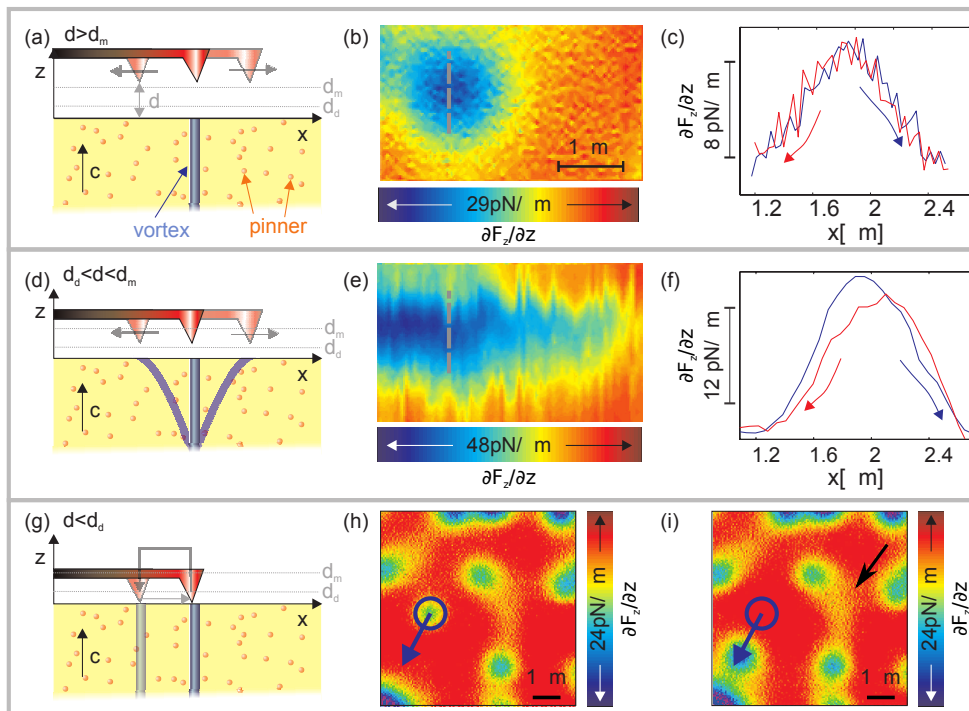 (a) d>dm
z
d
dm
dd
x
c
vortex
pinner
(b)
1 m
29pN/ m
∂Fz/∂z
(c)
∂Fz/∂z
8 pN/ m
1.2 1.6 2 2.4
x[ m]
(d) dd<d<dm
z
dm
dd
x
c
(e)
48pN/ m
∂Fz/∂z
(f)
∂Fz/∂z
12 pN/ m
1.2 1.6 2 2.4
x[ m]
(g) d<dd
z
dm
dd
x
c
(h)
1 m
24pN/ m
∂Fz/∂z
(i)
1 m
24pN/ m
∂Fz/∂z